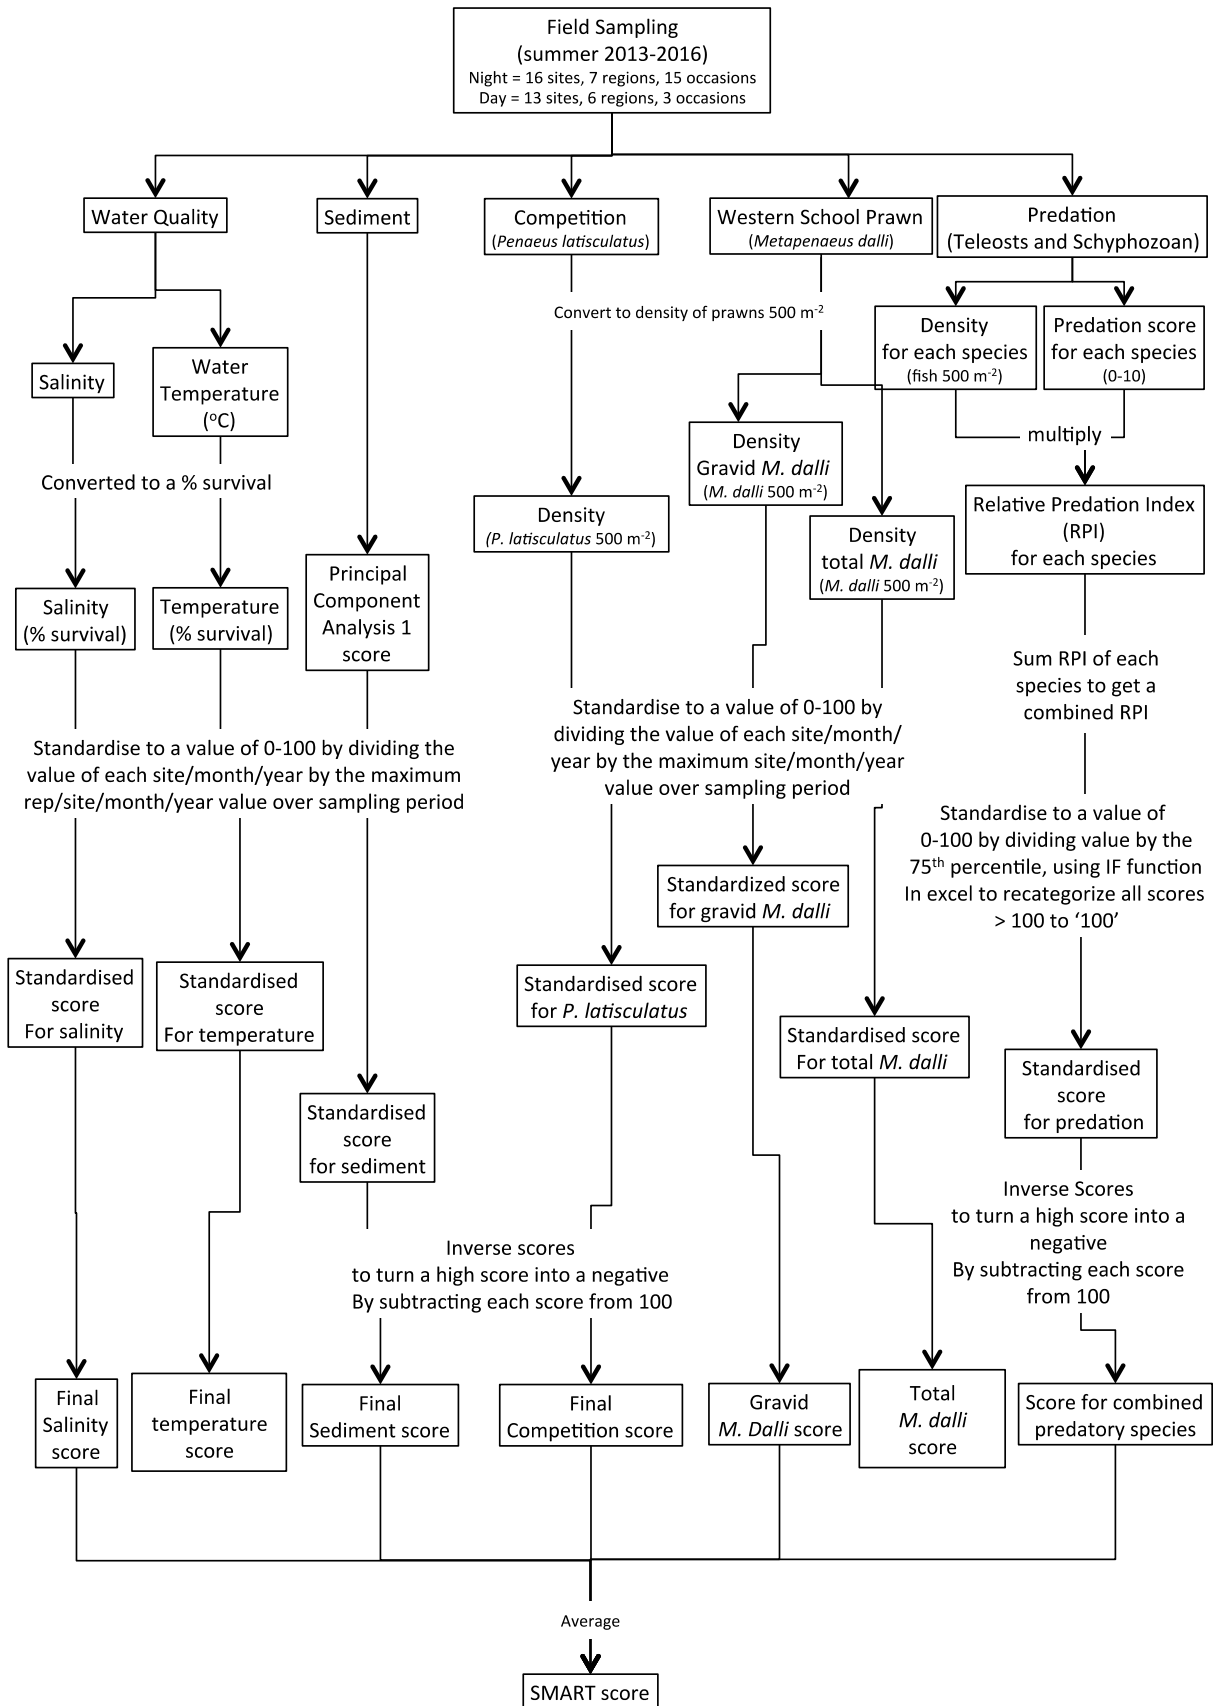 Field Sampling
(summer 2013-2016)
Night = 16 sites, 7 regions, 15 occasions
Day = 13 sites, 6 regions, 3 occasions
Water Quality
Sediment
Competition
(Penaeus latisculatus)
Western School Prawn
(Metapenaeus dalli)
Predation
(Teleosts and Schyphozoan)
Convert to density of prawns 500 m-2
Salinity
Water
Temperature
(oC)
Density
for each species
(fish 500 m-2)
Predation score
for each species
(0-10)
multiply
Converted to a % survival
Density
Gravid M. dalli
(M. dalli 500 m-2)
Density
(P. latisculatus 500 m-2)
Density
total M. dalli
(M. dalli 500 m-2)
Relative Predation Index
(RPI)
for each species
Salinity
(% survival)
Temperature
(% survival)
Principal
Component
Analysis 1
score
Sum RPI of each
species to get a
combined RPI
Standardise to a value of 0-100 by dividing the
value of each site/month/year by the maximum
rep/site/month/year value over sampling period
Standardise to a value of 0-100 by
dividing the value of each site/month/
year by the maximum site/month/year
value over sampling period
Standardise to a value of
0-100 by dividing value by the
75th percentile, using IF function
In excel to recategorize all scores
> 100 to ‘100’
Standardized score
for gravid M. dalli
Standardised
score
For salinity
Standardised
score
For temperature
Standardised score
for P. latisculatus
Standardised score
For total M. dalli
Standardised
score
for predation
Standardised
score
for sediment
Inverse scores
to turn a high score into a negative
By subtracting each score from 100
Inverse Scores
to turn a high score into a
negative
By subtracting each score
from 100
Final
Salinity
score
Final
temperature
score
Final
Sediment score
Final
Competition score
Gravid
M. Dalli score
Total
M. dalli
score
Score for combined
predatory species
Average
SMART score